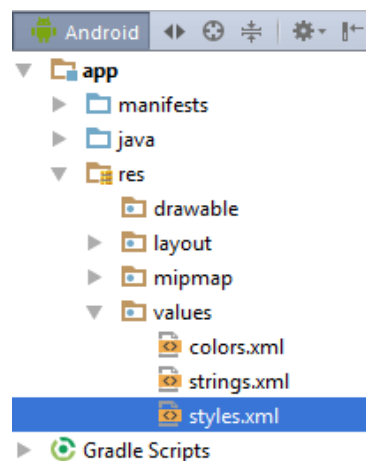 Android
app
manifests
java
res
drawable
layout
mipmap
values
colors.xml
strings.xml
styles.xml
Gradle Scripts